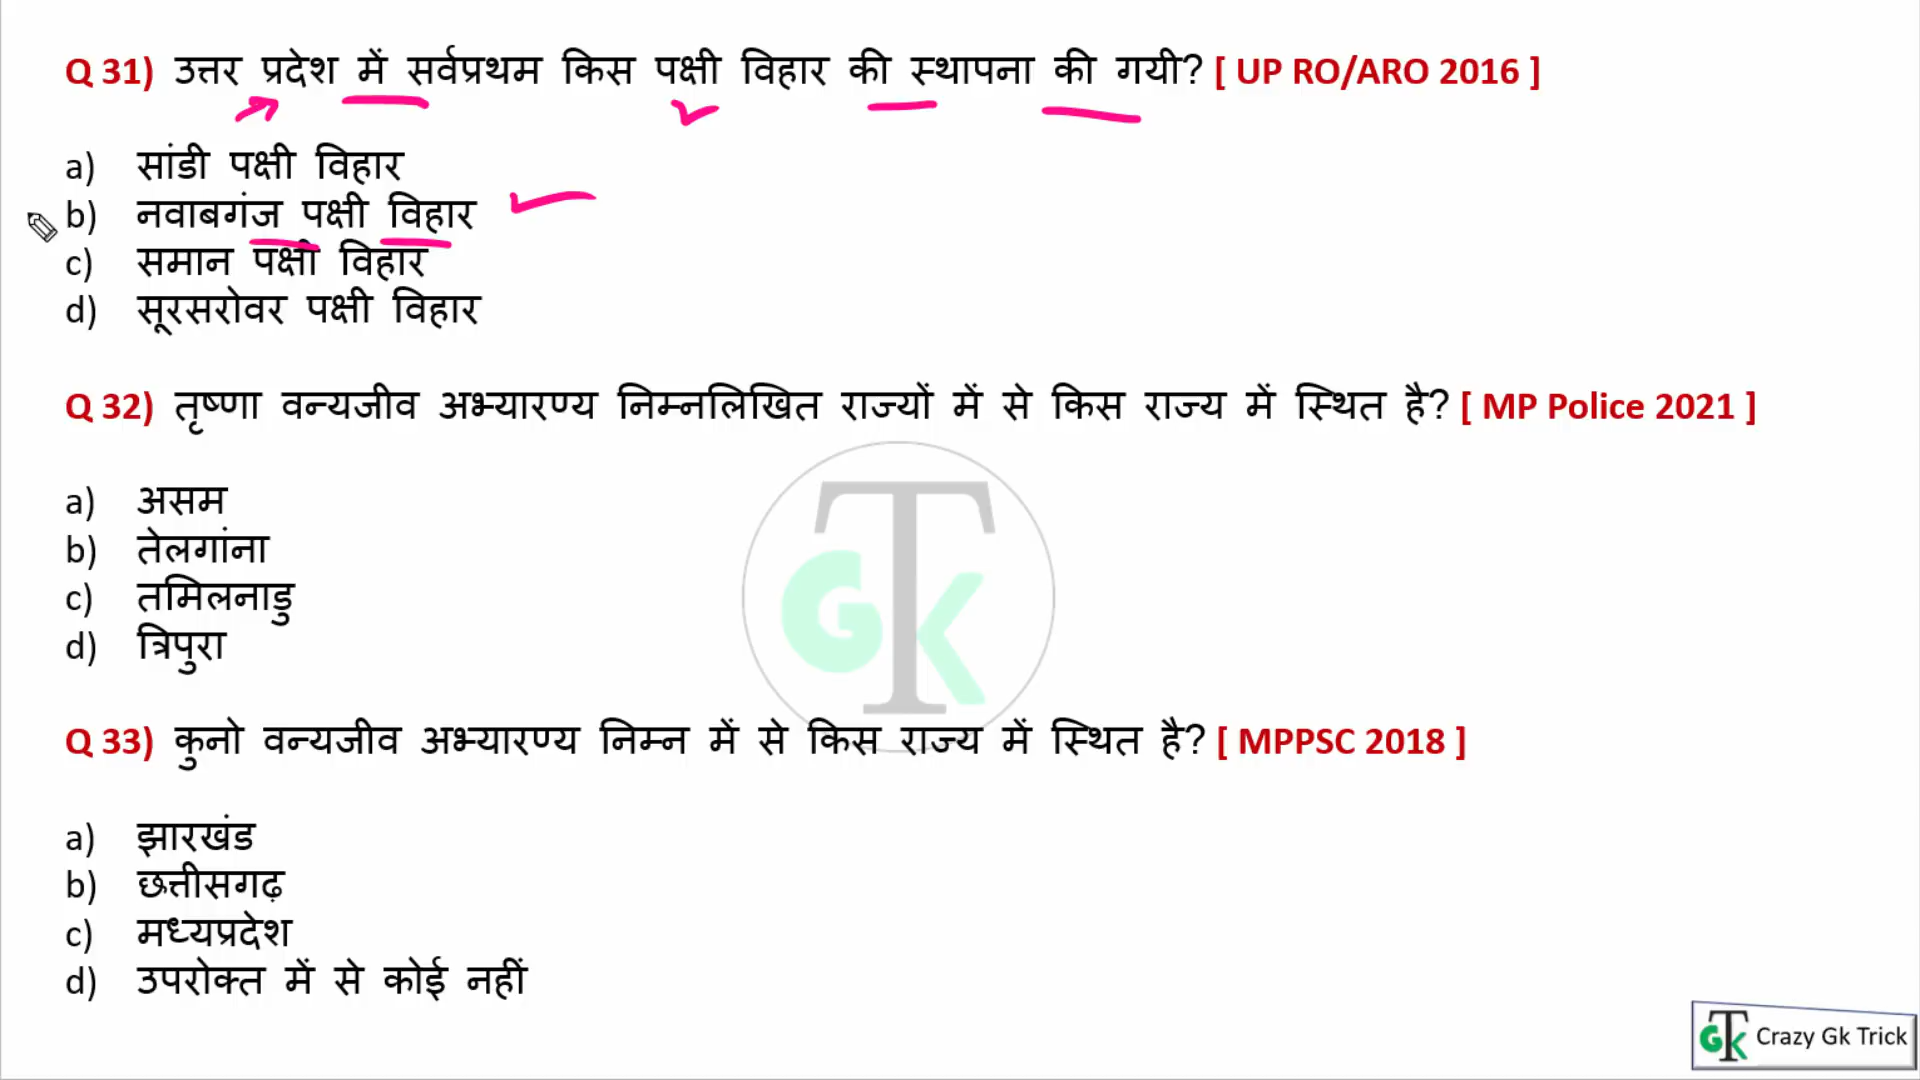 Q 31) उत्तर प्रदेश में सर्वप्रथम किस पक्षी विहार की स्थापना की गयी? [ UP RO/ARO 2016 ]
a) सांडी पक्षी विहार
b) नवाबगंज पक्षी विहार
c) समान पक्षी विहार
d) सूरसरोवर पक्षी विहार
Q 32) तृष्णा वन्यजीव अभ्यारण्य निम्नलिखित राज्यों में से किस राज्य में स्थित है? [ MP Police 2021 ]
a) असम
b) तेलगांना
c) तमिलनाडु
d) त्रिपुरा
GTK
Q 33) कुनो वन्यजीव अभ्यारण्य निम्न में से किस राज्य में स्थित है? [ MPPSC 2018 ]
a) झारखंड
b) छत्तीसगढ़
c) मध्यप्रदेश
d) उपरोक्त में से कोई नहीं
GTK Crazy Gk Trick